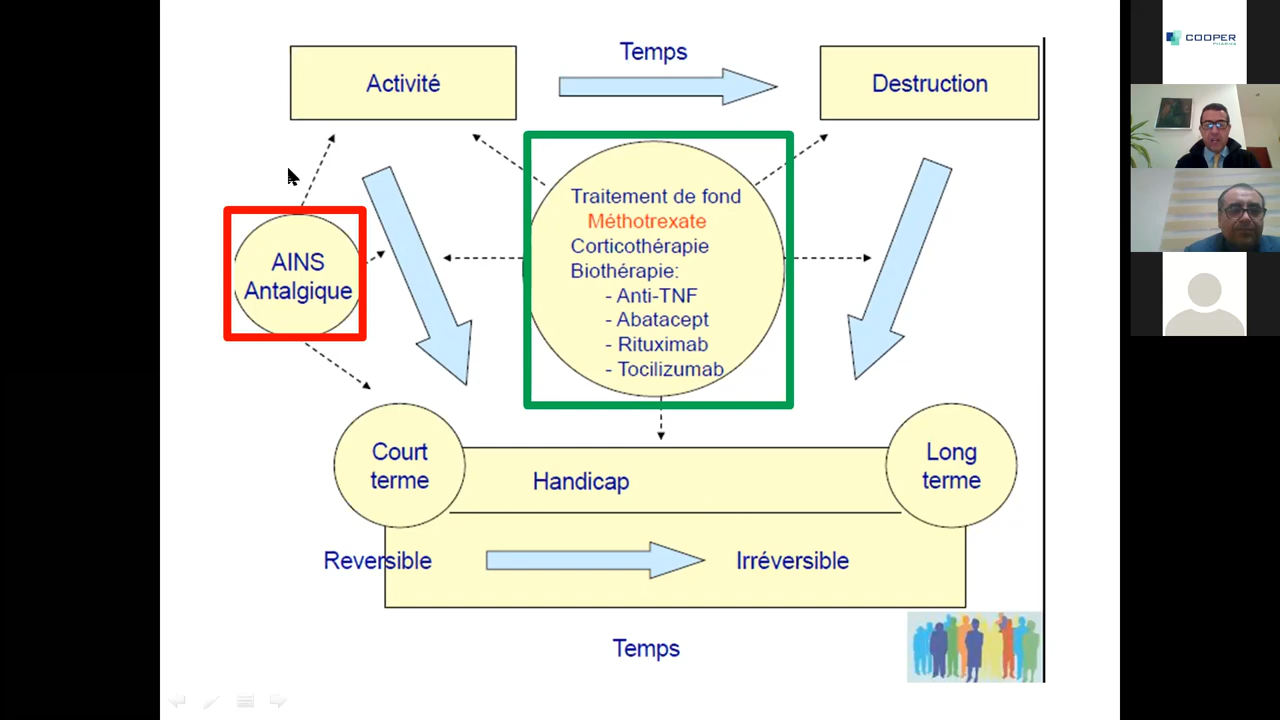 Temps
Activité
Destruction
Traitement de fond
Méthotrexate
Corticothérapie
Biothérapie:
- Anti-TNF
- Abatacept
- Rituximab
- Tocilizumab
AINS
Antalgique
Court
terme
Handicap
Long
terme
Reversible
Irréversible
Temps
COOPER
PHARMA